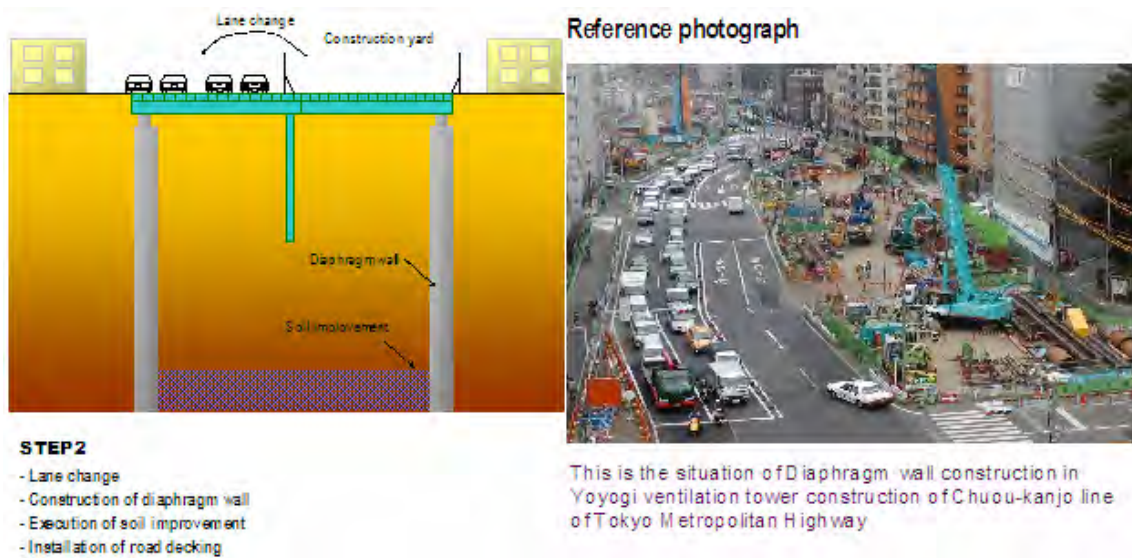 Lane change
Construction yard
Diaphragm wall
Soil improvement
STEP2
- Lane change
- Construction of diaphragm wall
- Execution of soil improvement
- Installation of road decking
Reference photograph
This is the situation of Diaphragm wall construction in
Yoyogi ventilation tower construction of Chuou-kanjo line
of Tokyo Metropolitan Highway